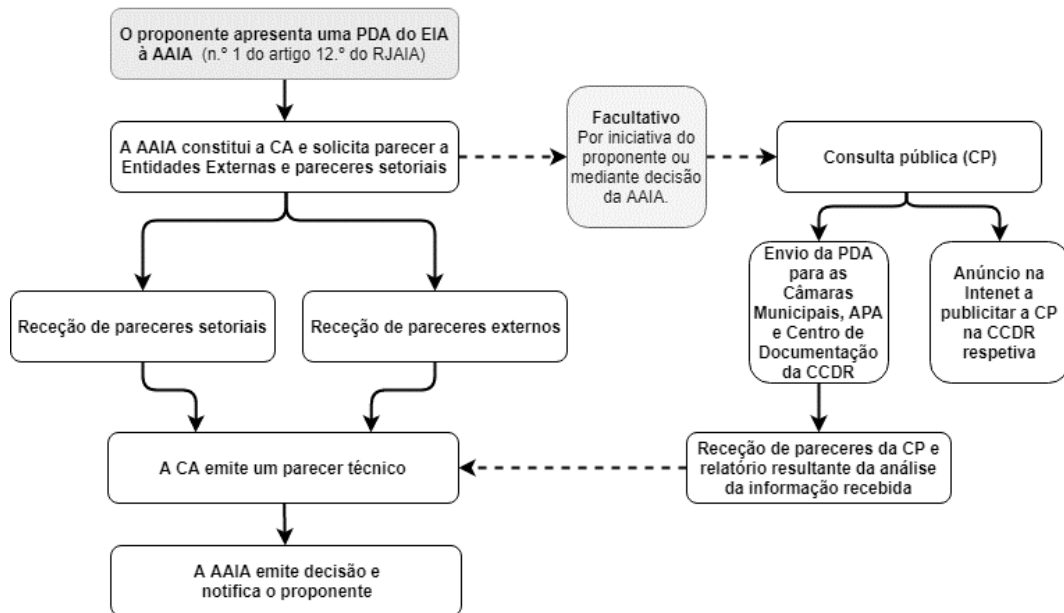 O proponente apresenta uma PDA do EIA
à AAIA (n.º 1 do artigo 12.º do RJAIA)
A AAIA constitui a CA e solicita parecer a
Entidades Externas e pareceres setoriais
Facultativo
Por iniciativa do
proponente ou
mediante decisão
da AAIA.
Consulta pública (CP)
Receção de pareceres setoriais
Receção de pareceres externos
Envio da PDA
para as
Câmaras
Municipais, APA
e Centro de
Documentação
da CCDR
Anúncio na
Intenet a
publicitar a CP
na CCDR
respetiva
A CA emite um parecer técnico
Receção de pareceres da CP e
relatório resultante da análise
da informação recebida
A AAIA emite decisão e
notifica o proponente